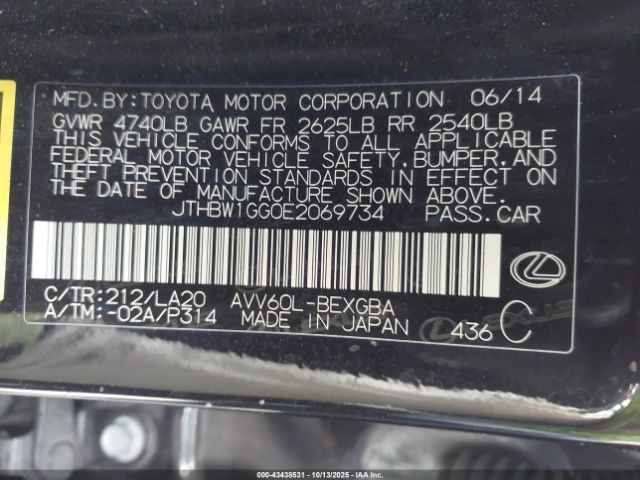 MFD.BY:TOYOTA MOTOR CORPORATION 06/14
GVWR 4740LB GAWR FR 2625LB RR 2540LB
THIS VEHICLE CONFORMS TO ALL APPLICABLE
FEDERAL MOTOR VEHICLE SAFETY,BUMPER,AND
THEFT PREVENTION STANDARDS IN EFFECT ON
THE DATE OF MANUFACTURE SHOWN ABOVE.
JTHBW1GG0E2069734 PASS.CAR
C/TR:212/LA20 AVV60L-BEXGBA
A/TM:-02A/P314 MADE IN JAPAN 436 C
000-43438531 - 10/13/2025 - IAAI.CA